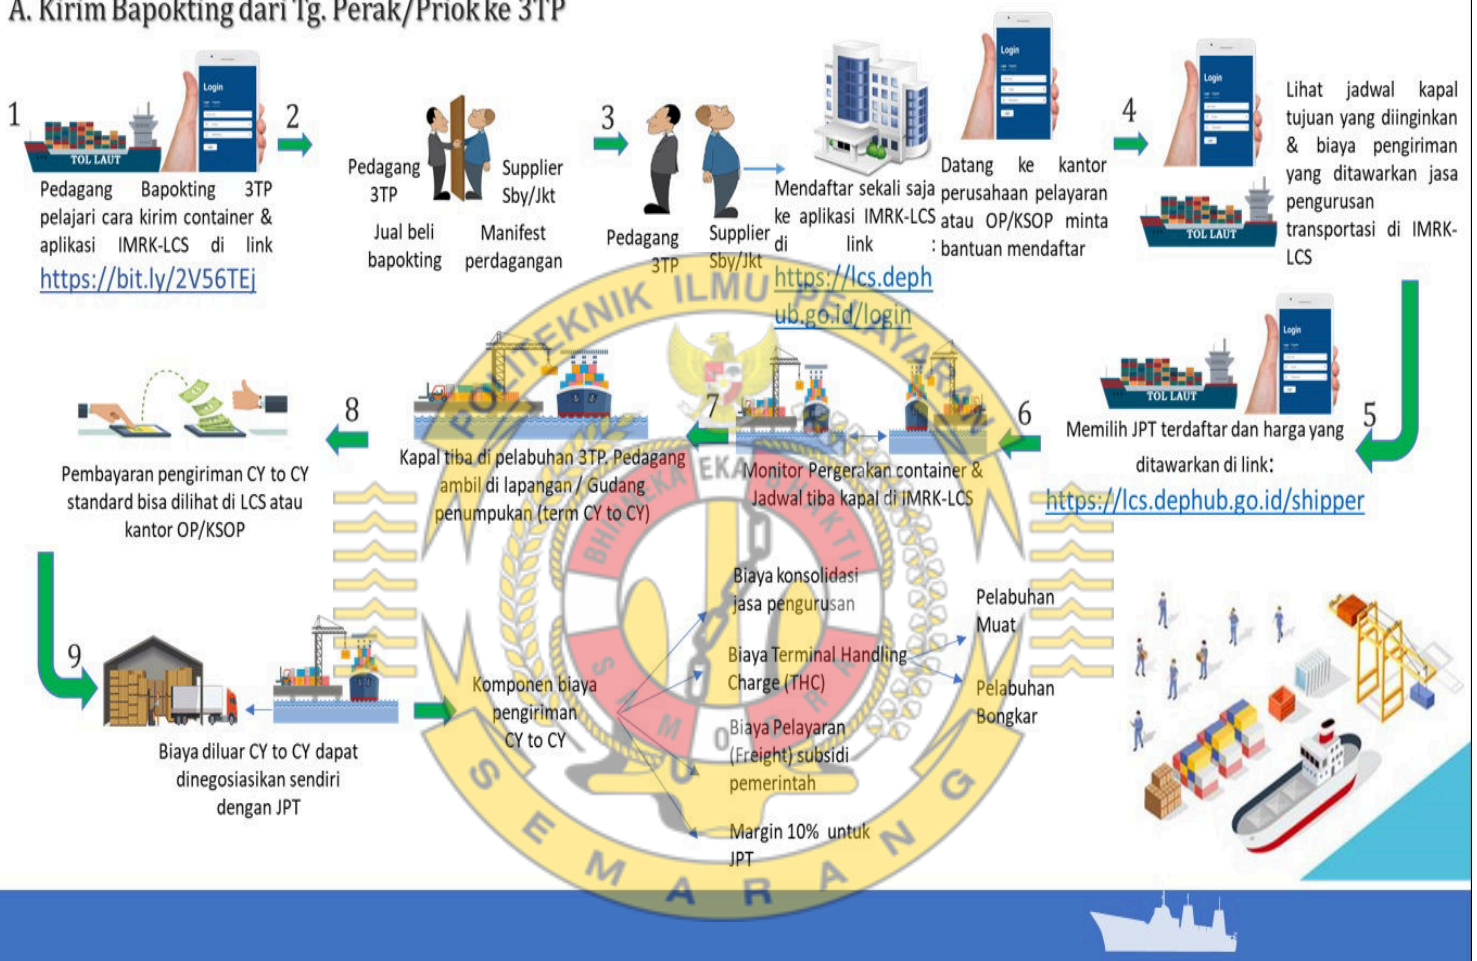 A. Kirim Bapokting dari Tg. Perak/Priok ke 3TP
1
TOL LAUT
Login
Pedagang Bapokting 3TP
pelajari cara kirim container &
aplikasi IMRK-LCS di link
https://bit.ly/2V56TEj
2
Pedagang
3TP
Supplier
Sby/Jkt
Jual beli
bapokting
Manifest
perdagangan
3
Pedagang
3TP
Supplier
Sby/Jkt
Mendaftar sekali saja
ke aplikasi IMRK-LCS
di link :
https://lcs.deph
ub.go.id/login
Login
Datang ke kantor
perusahaan pelayaran
atau OP/KSOP minta
bantuan mendaftar
4
Login
TOL LAUT
Lihat jadwal kapal
tujuan yang diinginkan
& biaya pengiriman
yang ditawarkan jasa
pengurusan
transportasi di IMRK-
LCS
5
Login
TOL LAUT
Memilih JPT terdaftar dan harga yang
ditawarkan di link:
https://lcs.dephub.go.id/shipper
6
Monitor Pergerakan container &
Jadwal tiba kapal di IMRK-LCS
7
Kapal tiba di pelabuhan 3TP. Pedagang
ambil di lapangan / Gudang
penumpukan (term CY to CY)
8
Pembayaran pengiriman CY to CY
standard bisa dilihat di LCS atau
kantor OP/KSOP
9
Biaya diluar CY to CY dapat
dinegosiasikan sendiri
dengan JPT
Komponen biaya
pengiriman
CY to CY
Biaya konsolidasi
jasa pengurusan
Biaya Terminal Handling
Charge (THC)
Pelabuhan
Muat
Pelabuhan
Bongkar
Biaya Pelayaran
(Freight) subsidi
pemerintah
Margin 10% untuk
JPT
POLITEKNIK ILMU PELAYARAN
SEMARANG
BHINNEKA EKA BHAKTI
SAMODRA